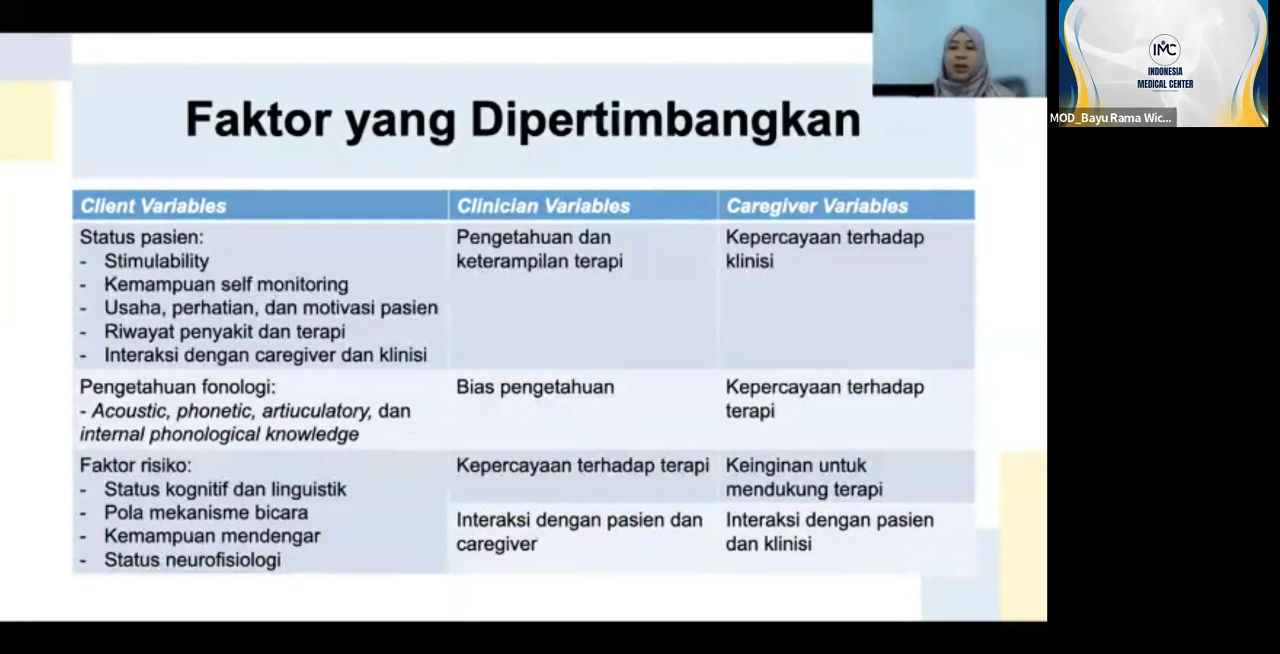 Faktor yang Dipertimbangkan
Client Variables
Clinician Variables
Caregiver Variables
Status pasien:
- Stimulability
- Kemampuan self monitoring
- Usaha, perhatian, dan motivasi pasien
- Riwayat penyakit dan terapi
- Interaksi dengan caregiver dan klinisi
Pengetahuan dan
keterampilan terapi
Kepercayaan terhadap
klinisi
Pengetahuan fonologi:
- Acoustic, phonetic, artiuculatory, dan
internal phonological knowledge
Bias pengetahuan
Kepercayaan terhadap
terapi
Faktor risiko:
- Status kognitif dan linguistik
- Pola mekanisme bicara
- Kemampuan mendengar
- Status neurofisiologi
Kepercayaan terhadap terapi
Keinginan untuk
mendukung terapi
Interaksi dengan pasien dan
caregiver
Interaksi dengan pasien
dan klinisi
IMC
INDONESIA
MEDICAL CENTER
MOD_Bayu Rama Wic...